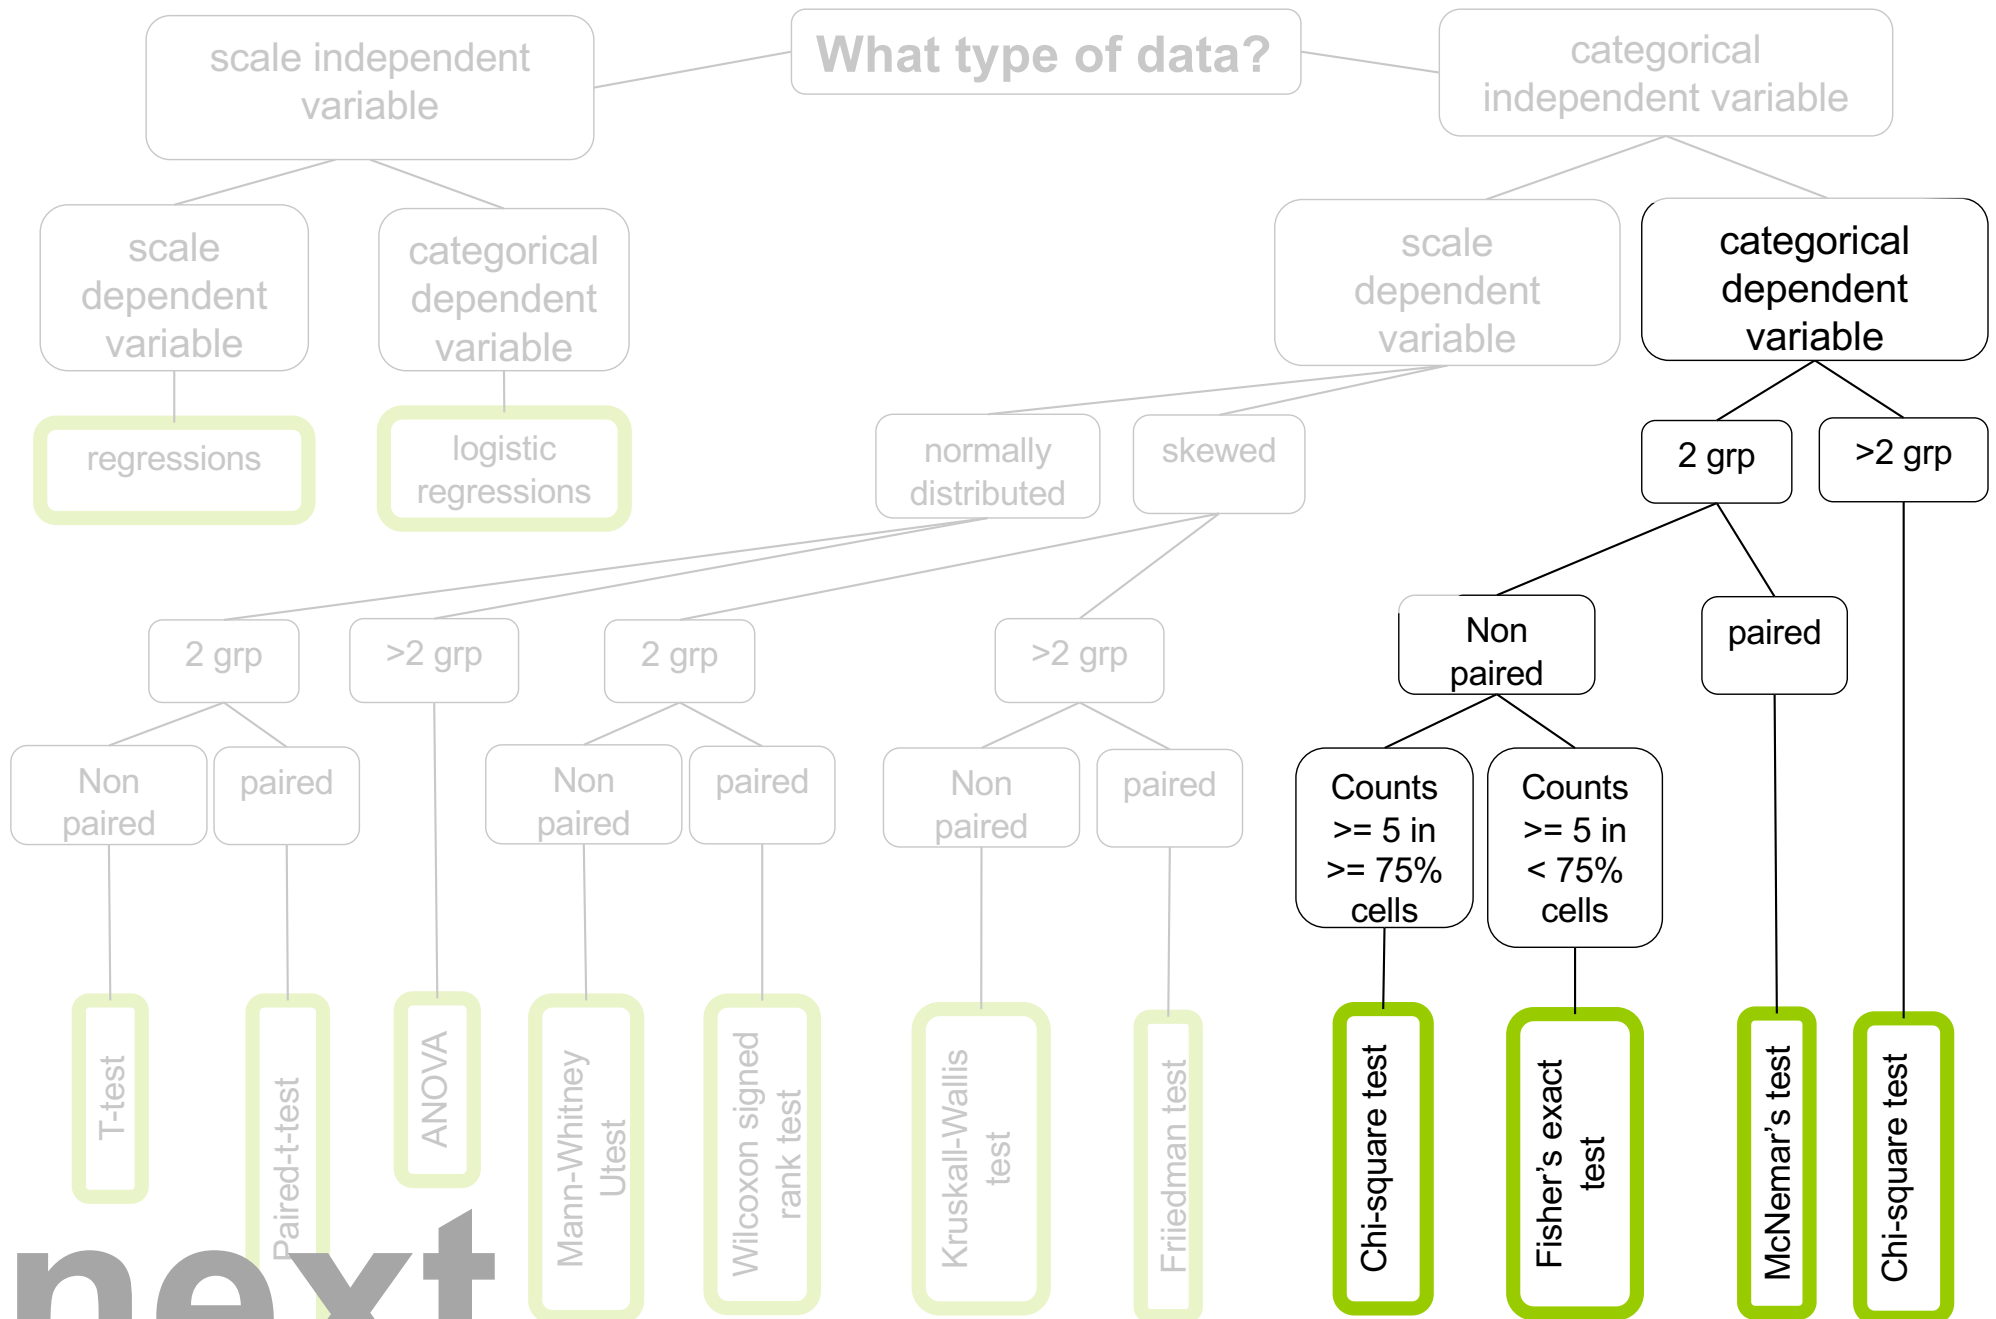 What type of data?
scale independent
variable
categorical
independent variable
scale
dependent
variable
categorical
dependent
variable
scale
dependent
variable
categorical
dependent
variable
regressions
logistic
regressions
normally
distributed
skewed
2 grp
>2 grp
2 grp
>2 grp
2 grp
>2 grp
Non
paired
paired
Non
paired
paired
Non
paired
paired
Non
paired
paired
Counts
>= 5 in
>= 75%
cells
Counts
>= 5 in
< 75%
cells
T-test
Paired-t-test
ANOVA
Mann-Whitney
Utest
Wilcoxon signed
rank test
Kruskall-Wallis
test
Friiedman test
Chi-square test
Fisher’s exact
test
McNemar’s test
Chi-square test
next